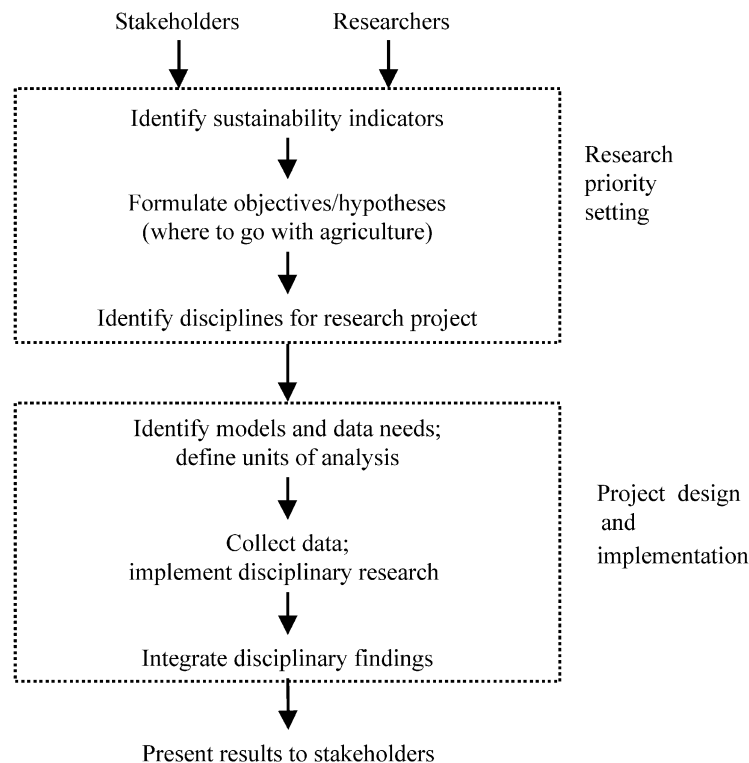 Stakeholders
Researchers
Identify sustainability indicators
Formulate objectives/hypotheses
(where to go with agriculture)
Identify disciplines for research project
Research
priority
setting
Identify models and data needs;
define units of analysis
Collect data;
implement disciplinary research
Integrate disciplinary findings
Project design
and
implementation
Present results to stakeholders